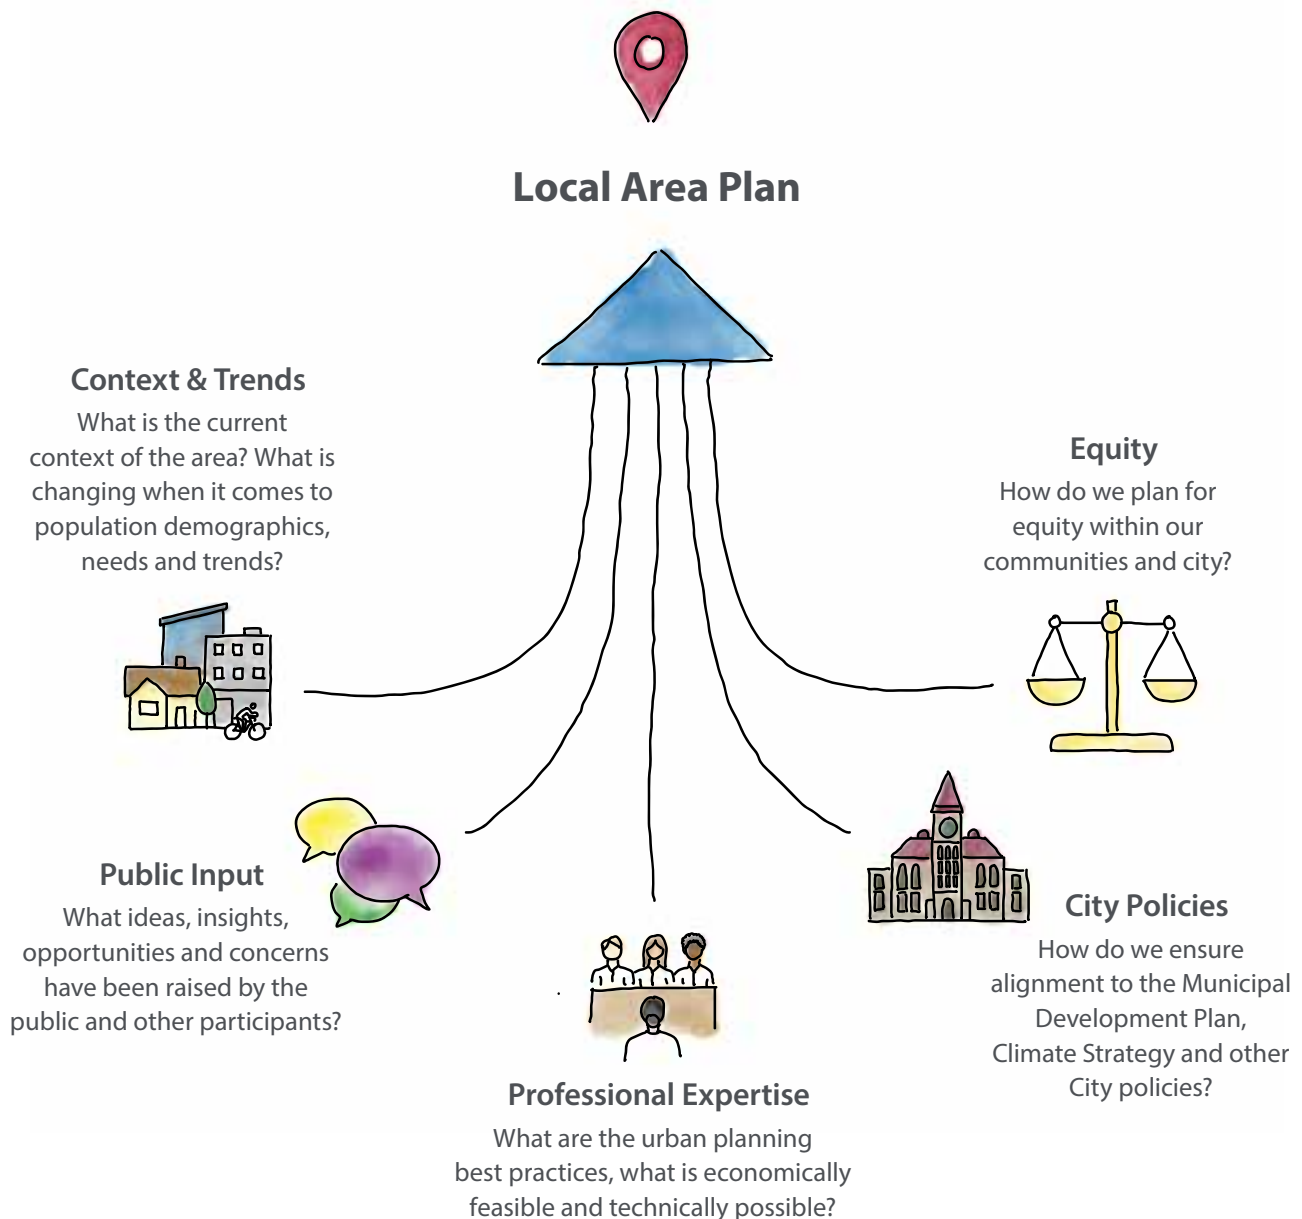 Local Area Plan
Context & Trends
What is the current
context of the area? What is
changing when it comes to
population demographics,
needs and trends?
Equity
How do we plan for
equity within our
communities and city?
Public Input
What ideas, insights,
opportunities and concerns
have been raised by the
public and other participants?
City Policies
How do we ensure
alignment to the Municipal
Development Plan,
Climate Strategy and other
City policies?
Professional Expertise
What are the urban planning
best practices, what is economically
feasible and technically possible?